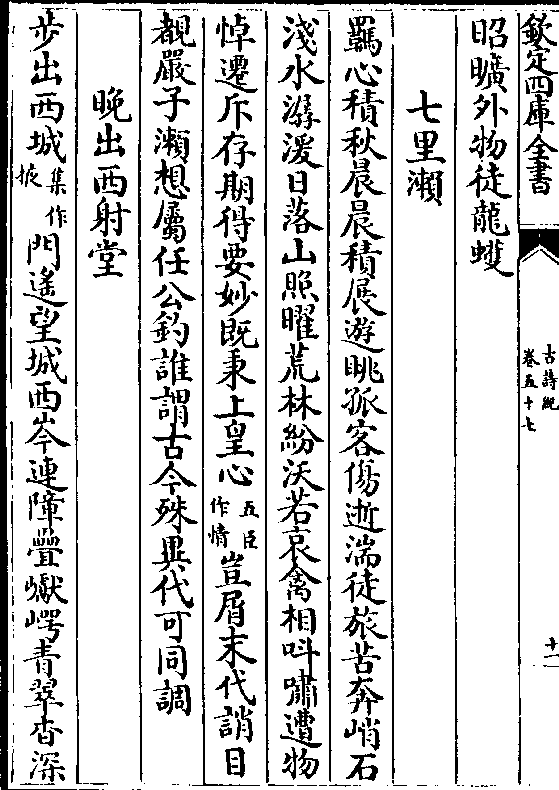 欽定四庫全書
古詩紀
卷五十七
十一
昭曠外物徒龍蠖
七里瀨
羈心積秋晨晨積展遊眺孤客傷逝湍徒旅苦奔峭石
淺水潺湲日落山照曜荒林紛沃若哀禽相叫嘯遭物
悼遷斥存期得要妙既秉上皇心五臣作情豈屑末代誚目
覩嚴子瀨想屬任公釣誰謂古今殊異代可同調
晩出西射堂
步出西城集作掖門遙望城西岑連障疊巘崿青翠杳深